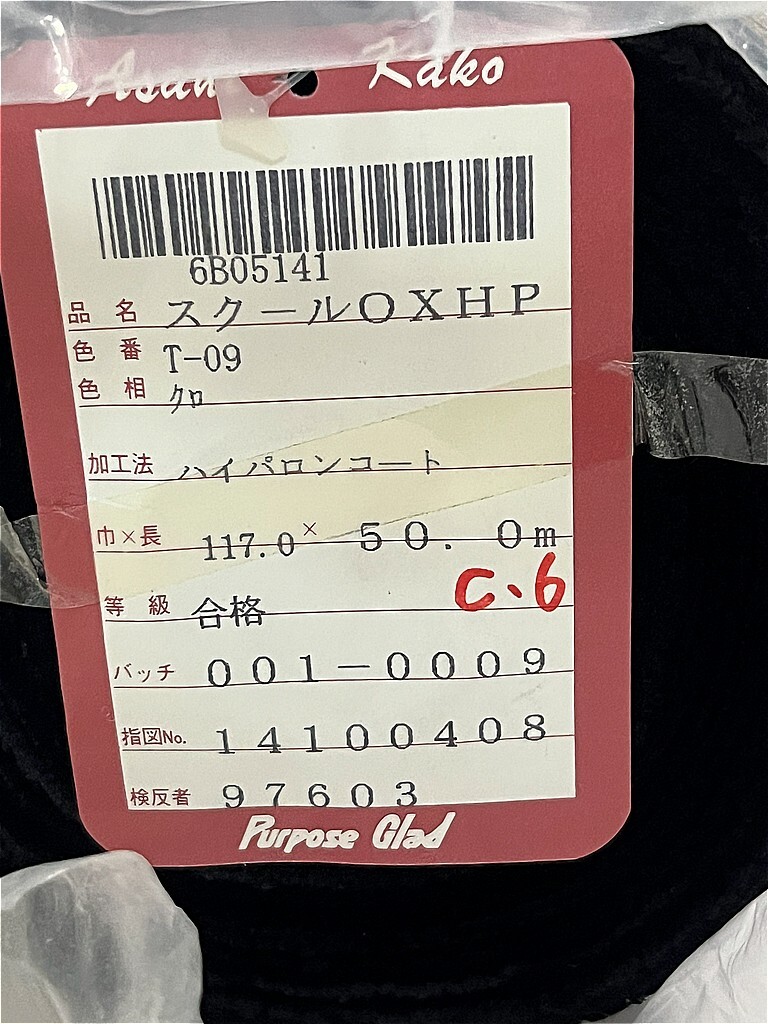 Asahi Kako
6B05141
品名 スクールOXHP
色番 T-09
色相 クロ
加工法 ハイパロンコート
巾×長 117.0× 50.0m
等級 合格 C.6
バッチ 001-0009
指図No. 14100408
検反者 97603
Purpose Glad